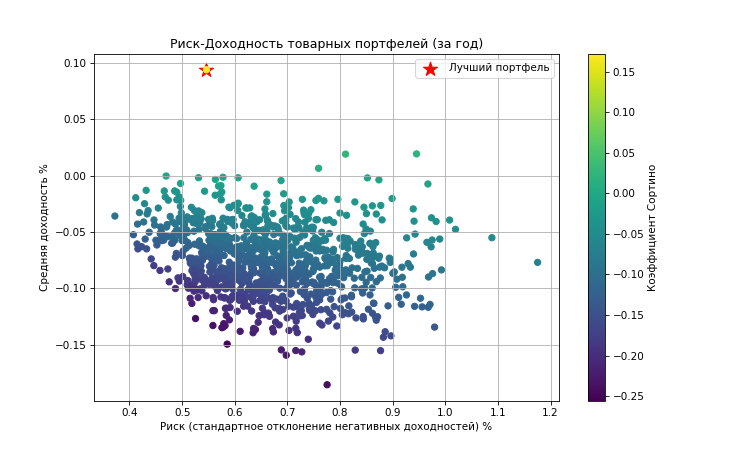 Риск-Доходность товарных портфелей (за год)
Лучший портфель
Средняя доходность %
0.10
0.05
0.00
−0.05
−0.10
−0.15
0.4 0.5 0.6 0.7 0.8 0.9 1.0 1.1 1.2
Риск (стандартное отклонение негативных доходностей) %
0.15
0.10
0.05
0.00
−0.05
−0.10
−0.15
−0.20
−0.25
Коэффициент Сортино